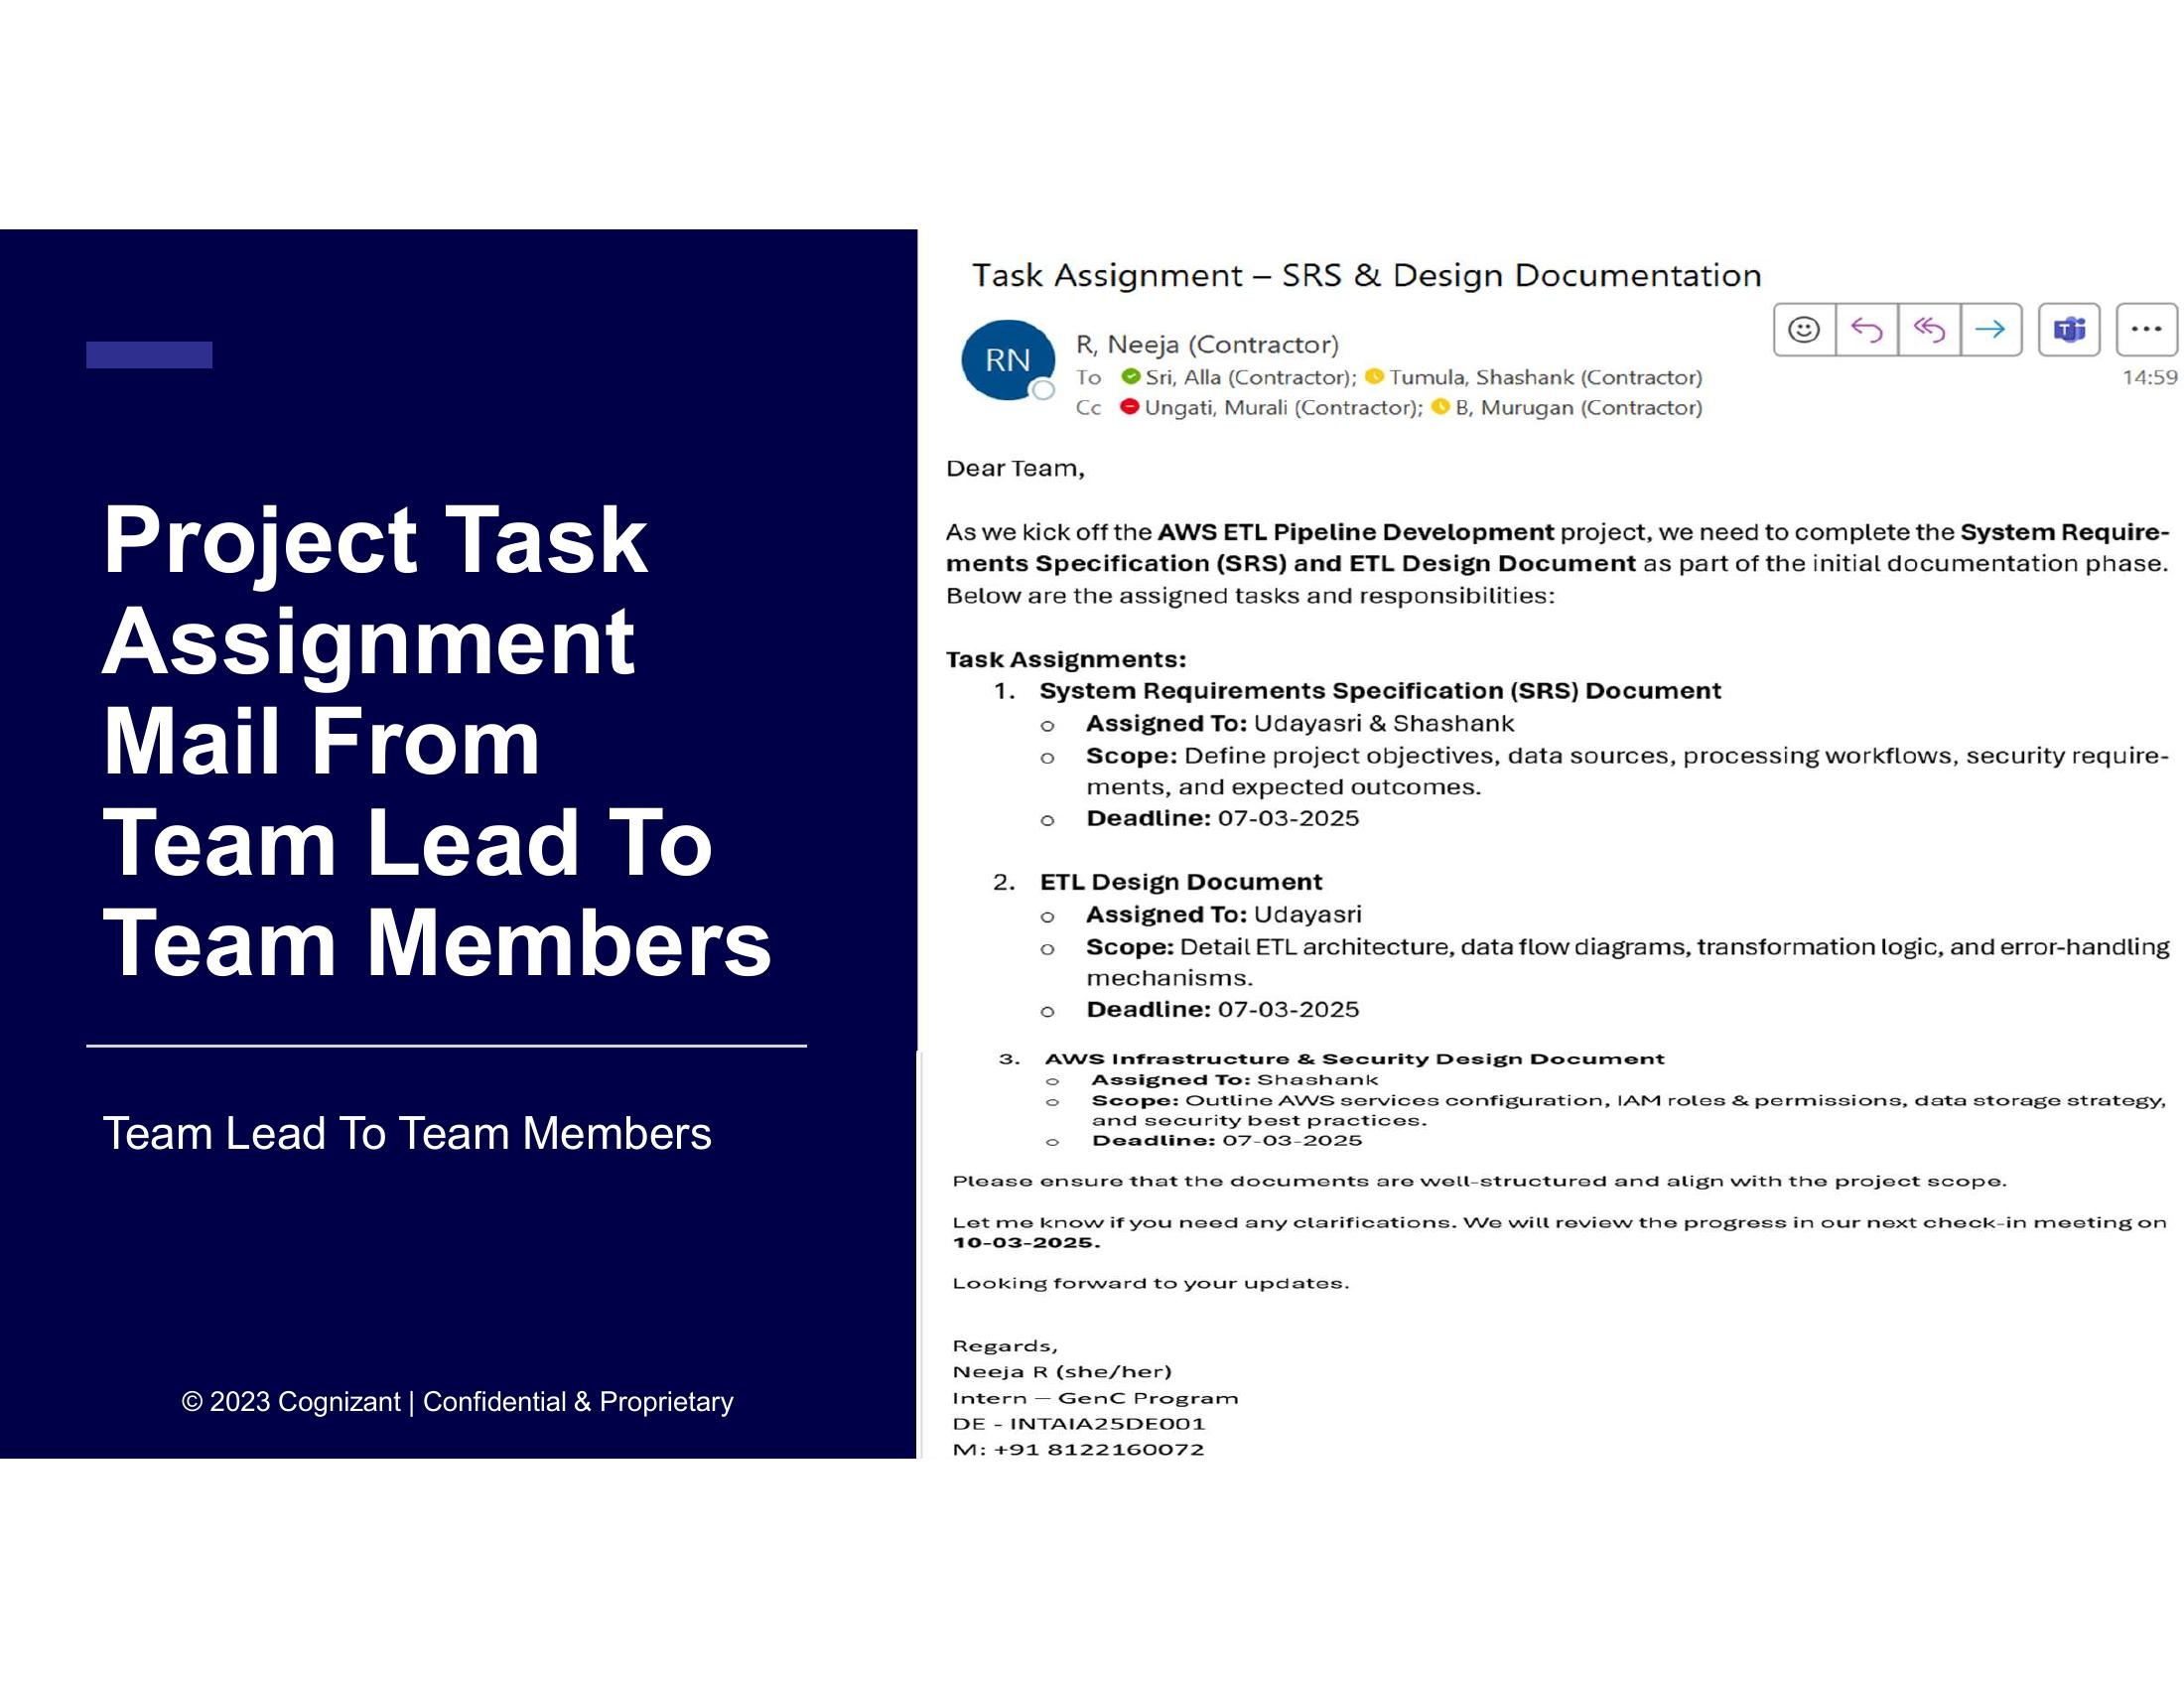 Project Task
Assignment
Mail From
Team Lead To
Team Members
Team Lead To Team Members
© 2023 Cognizant | Confidential & Proprietary
Task Assignment – SRS & Design Documentation
RN
R, Neeja (Contractor)
To Sri, Alla (Contractor); Tumula, Shashank (Contractor)
Cc Ungati, Murali (Contractor); B, Murugan (Contractor)
14:59
Dear Team,
As we kick off the AWS ETL Pipeline Development project, we need to complete the System Require-
ments Specification (SRS) and ETL Design Document as part of the initial documentation phase.
Below are the assigned tasks and responsibilities:
Task Assignments:
1. System Requirements Specification (SRS) Document
o Assigned To: Udayasri & Shashank
o Scope: Define project objectives, data sources, processing workflows, security require-
ments, and expected outcomes.
o Deadline: 07-03-2025
2. ETL Design Document
o Assigned To: Udayasri
o Scope: Detail ETL architecture, data flow diagrams, transformation logic, and error-handling
mechanisms.
o Deadline: 07-03-2025
3. AWS Infrastructure & Security Design Document
o Assigned To: Shashank
o Scope: Outline AWS services configuration, IAM roles & permissions, data storage strategy,
and security best practices.
o Deadline: 07-03-2025
Please ensure that the documents are well-structured and align with the project scope.
Let me know if you need any clarifications. We will review the progress in our next check-in meeting on
10-03-2025.
Looking forward to your updates.
Regards,
Neeja R (she/her)
Intern – GenC Program
DE - INTAIA25DE001
M: +91 8122160072